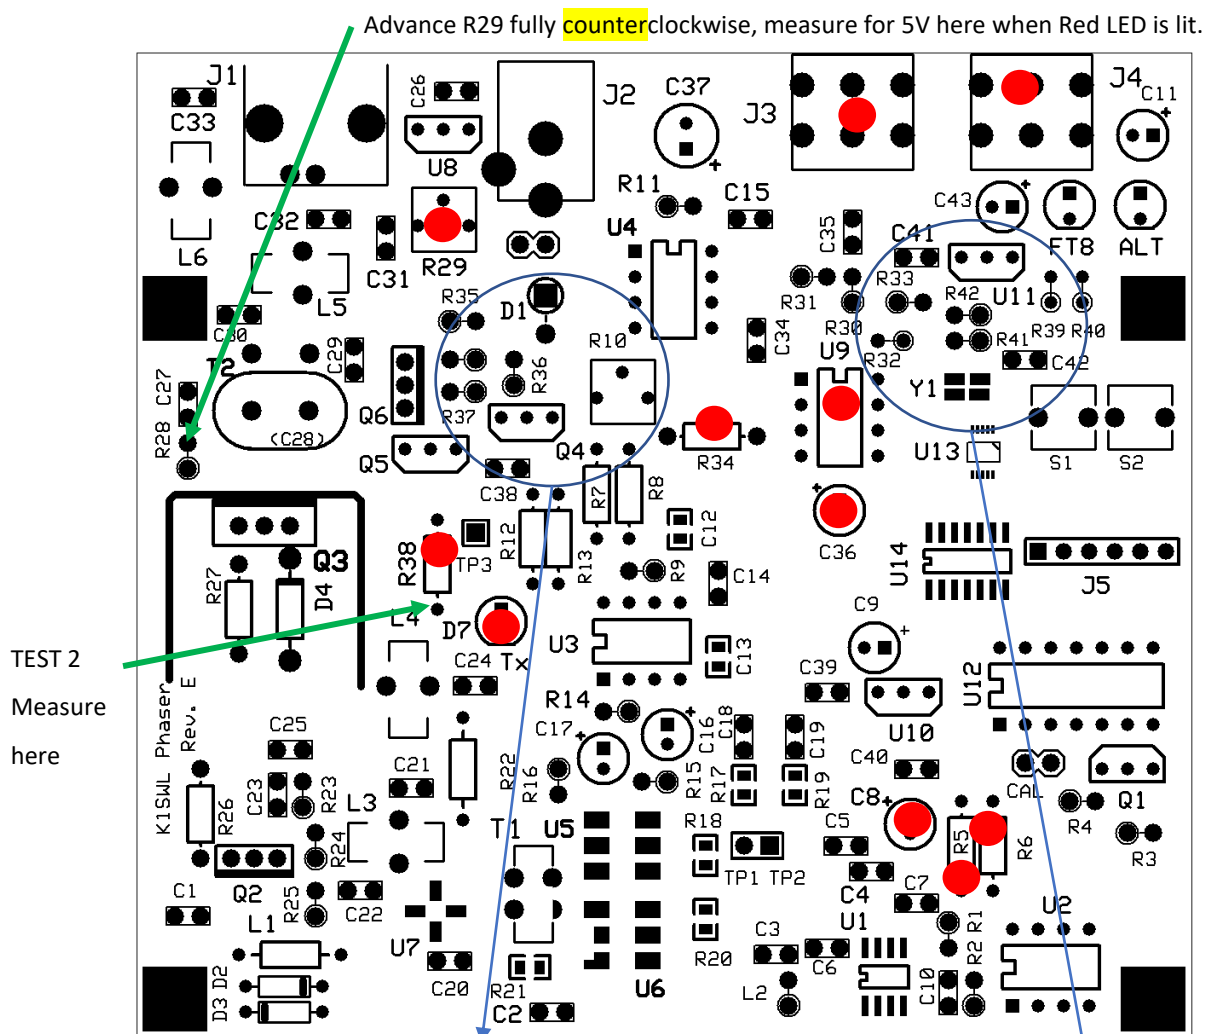 Advance R29 fully counterclockwise, measure for 5V here when Red LED is lit.
J1
C26
J2
C37
J3
J4
C11
C33
U8
R11
C15
C43
C35
C41
FT8
ALT
L6
C32
C31
R29
U4
L5
R35
D1
R31
R33
R42
U11
R30
R39
R40
C30
C29
R10
C34
U9
R32
R41
C42
T2
C27
R36
Y1
R28
(C28)
Q6
R37
Q5
Q4
R34
U13
S1
S2
C38
R7
R8
R12
R13
C12
C36
U14
J5
Q3
R27
D4
R38
TP3
R9
C14
L4
D7
Tx
U3
C13
C9
U12
TEST 2
Measure
here
K1SWL Phaser
Rev. E
C24
C39
R14
C17
C16
C18
C19
U10
C25
C23
R23
C21
R22
R16
R15
R17
R19
C40
CAL
Q1
R26
L3
R24
T1
U5
R18
C8
R5
R6
R4
R3
C5
TP1 TP2
C4
Q2
R25
C1
C22
C7
L1
U7
U1
R1
U2
C3
C6
R2
D2
D3
C20
R21
R20
U6
L2
C10
C2